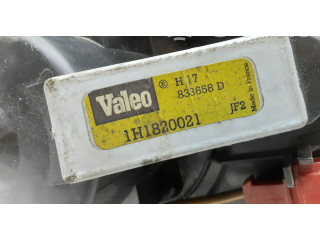 Valeo ® H 17
833658 D
JF2
Made in France
1H1820021